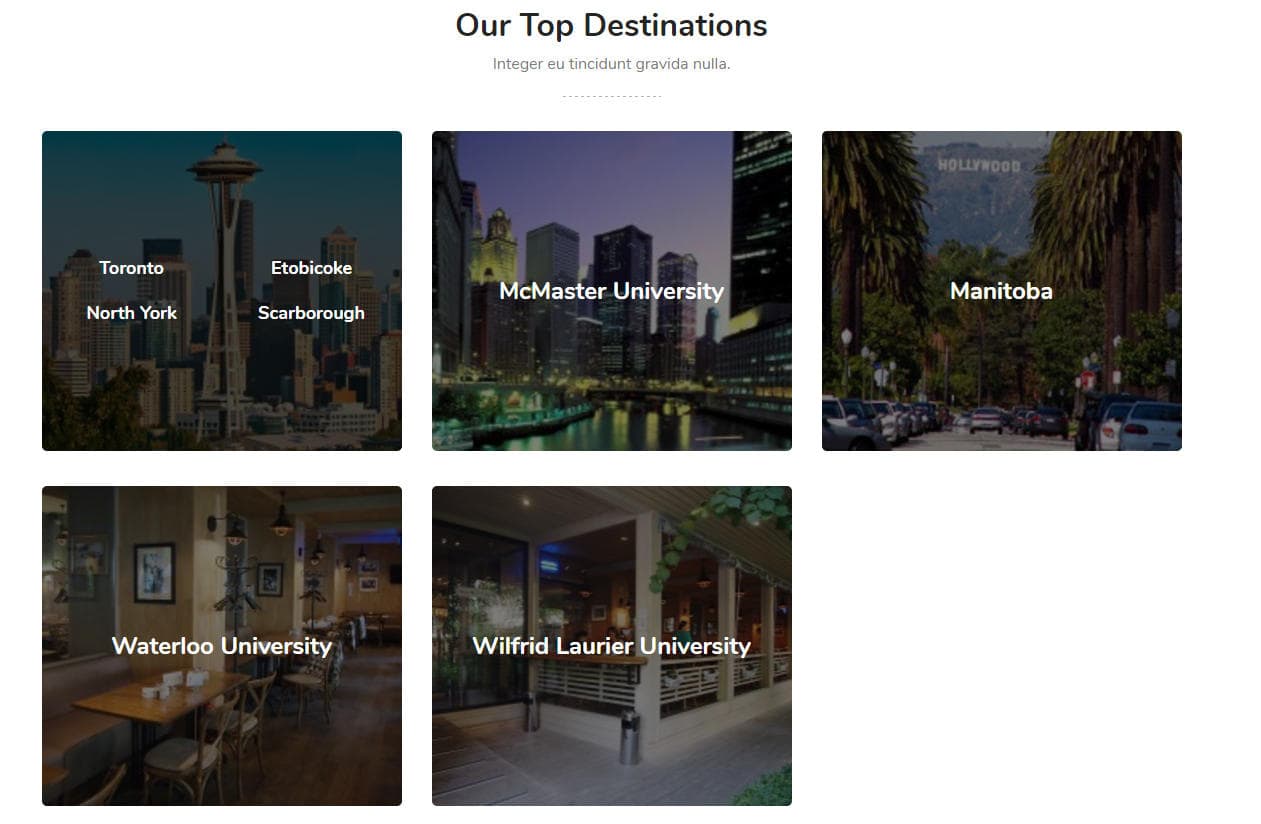 Our Top Destinations
Integer eu tincidunt gravida nulla.
Toronto
Etobicoke
North York
Scarborough
McMaster University
HOLLYWOOD
Manitoba
Waterloo University
Wilfrid Laurier University